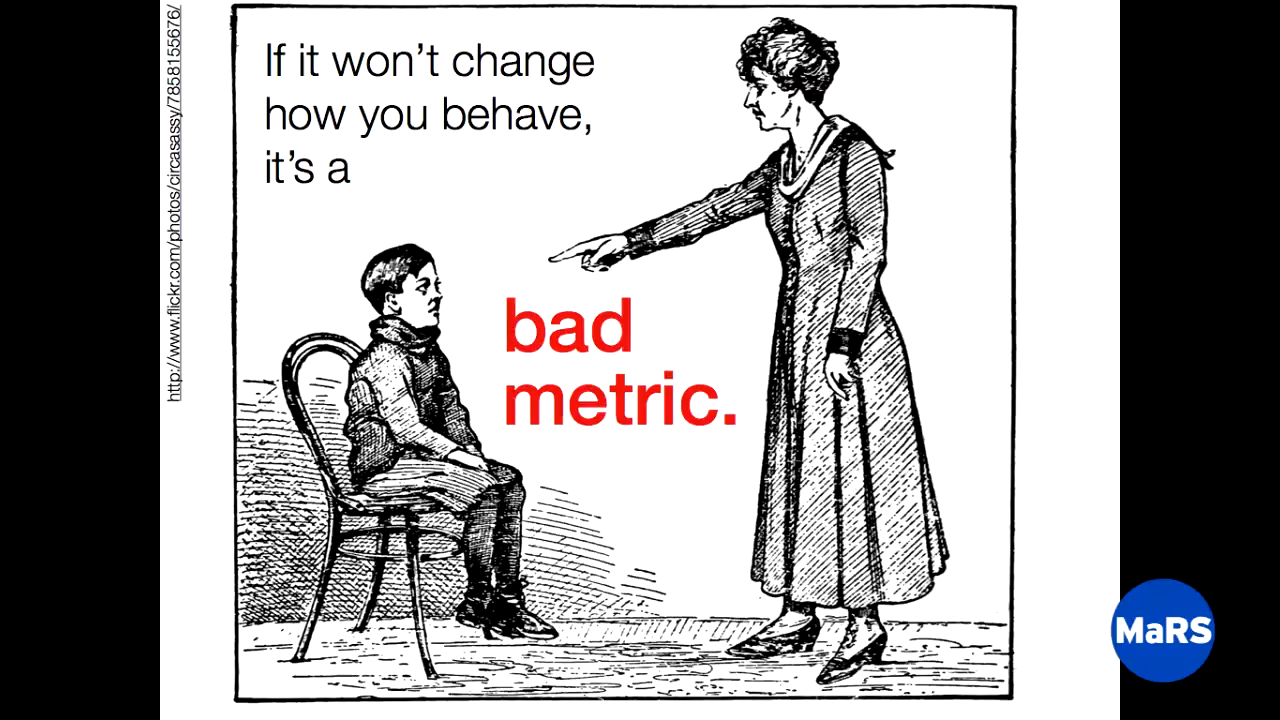 If it won’t change
how you behave,
it’s a
bad
metric.
http://www.flickr.com/photos/circasassy/7858155676/
MaRS